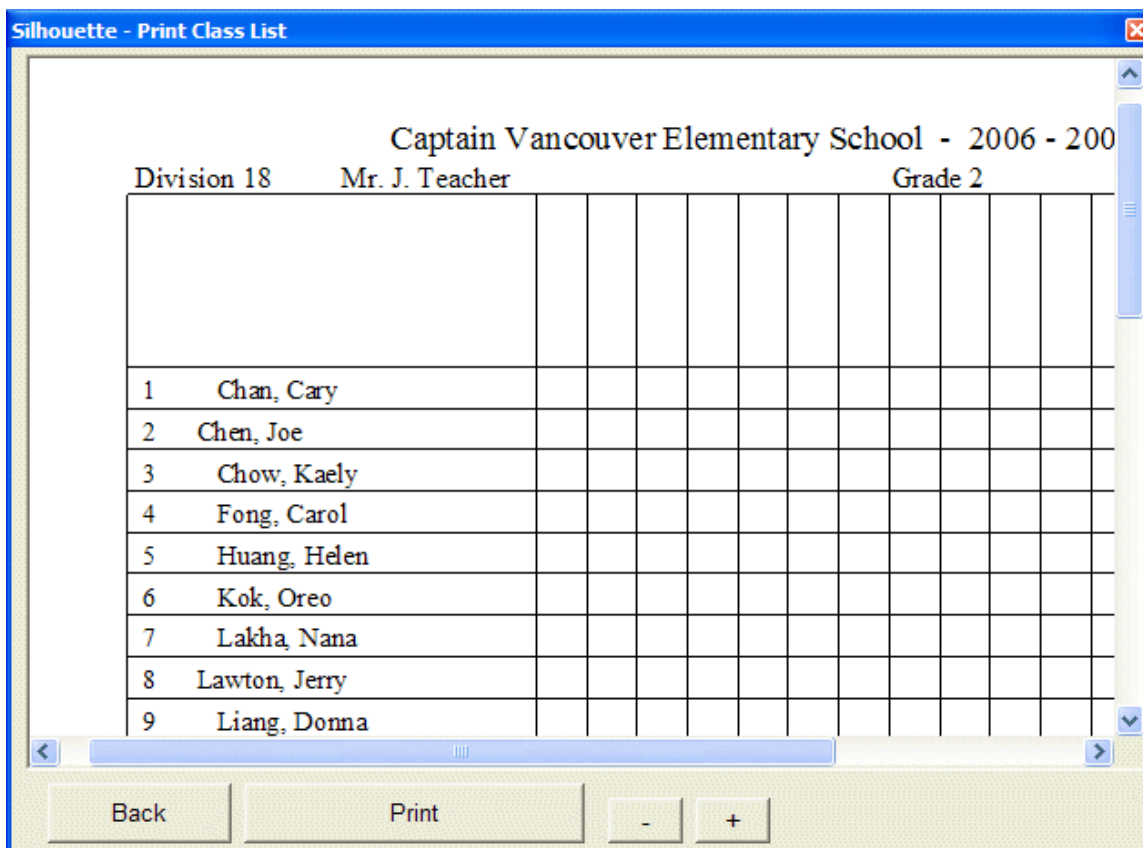 Silhouette - Print Class List
Captain Vancouver Elementary School - 2006 - 200
Division 18 Mr. J. Teacher Grade 2
1 Chan, Cary
2 Chen, Joe
3 Chow, Kaely
4 Fong, Carol
5 Huang, Helen
6 Kok, Oreo
7 Lakha, Nana
8 Lawton, Jerry
9 Liang, Donna
Back Print - +